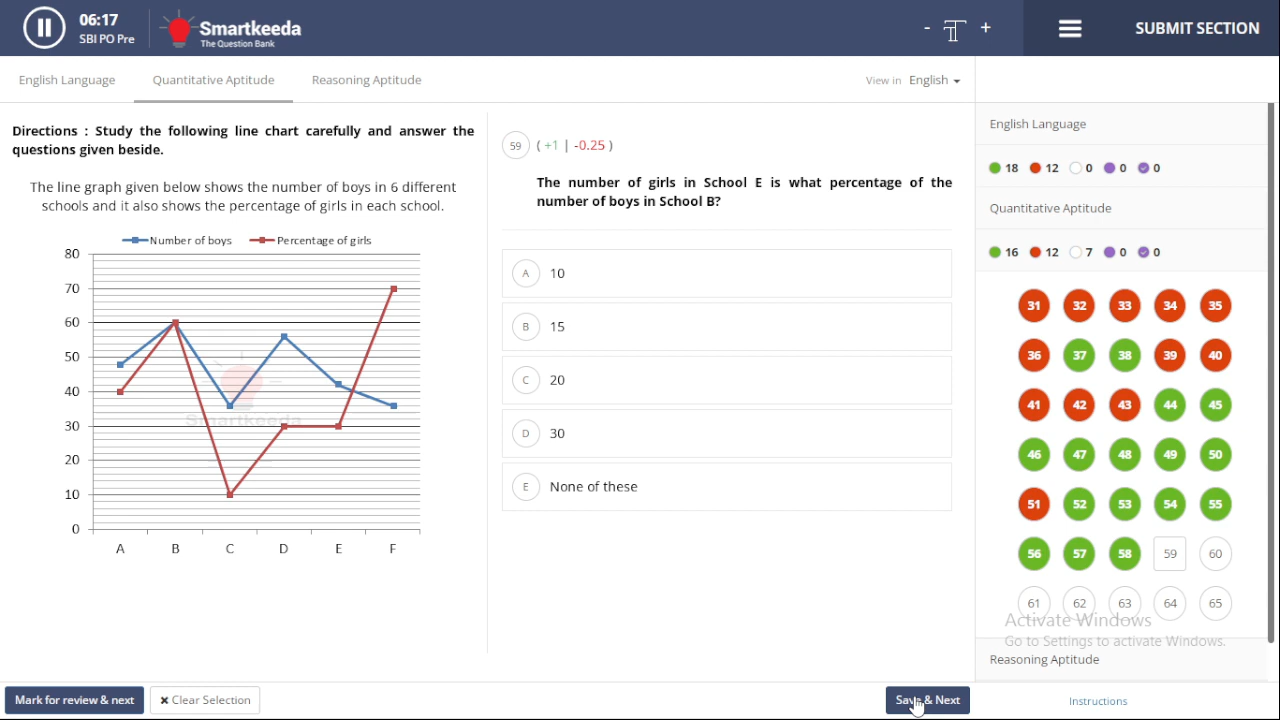 06:17
SBI PO Pre
Smartkeeda
The Question Bank
- T +
SUBMIT SECTION
English Language
Quantitative Aptitude
Reasoning Aptitude
View in English
Directions : Study the following line chart carefully and answer the
questions given beside.
The line graph given below shows the number of boys in 6 different
schools and it also shows the percentage of girls in each school.
Number of boys
Percentage of girls
80
70
60
50
40
30
20
10
0
A B C D E F
Smartkeeda
59 ( +1 | -0.25 )
The number of girls in School E is what percentage of the
number of boys in School B?
A 10
B 15
C 20
D 30
E None of these
English Language
18 12 0 0 0
Quantitative Aptitude
16 12 7 0 0
31 32 33 34 35
36 37 38 39 40
41 42 43 44 45
46 47 48 49 50
51 52 53 54 55
56 57 58 59 60
61 62 63 64 65
Activate Windows
Go to Settings to activate Windows.
Reasoning Aptitude
Mark for review & next
Clear Selection
Save & Next
Instructions